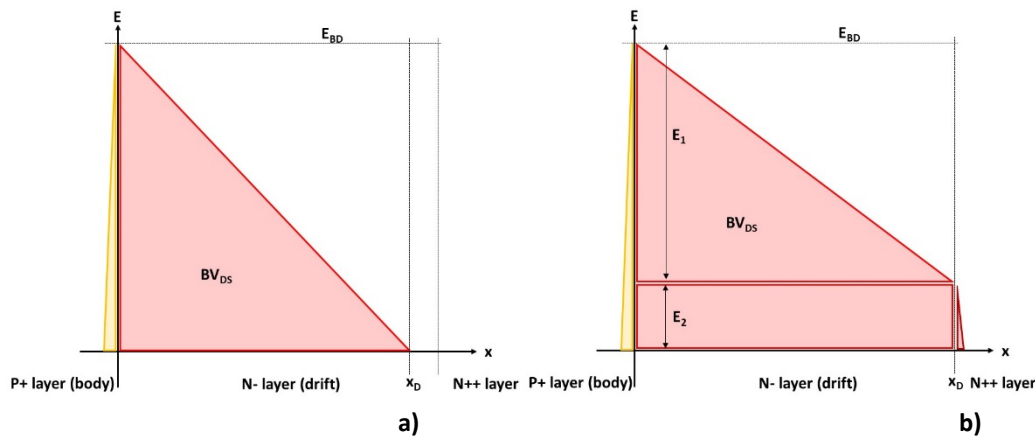 E
E_BD
BV_DS
x
P+ layer (body)
N- layer (drift)
x_D
N++ layer
a)
E
E_BD
E_1
BV_DS
E_2
x
P+ layer (body)
N- layer (drift)
x_D
N++ layer
b)